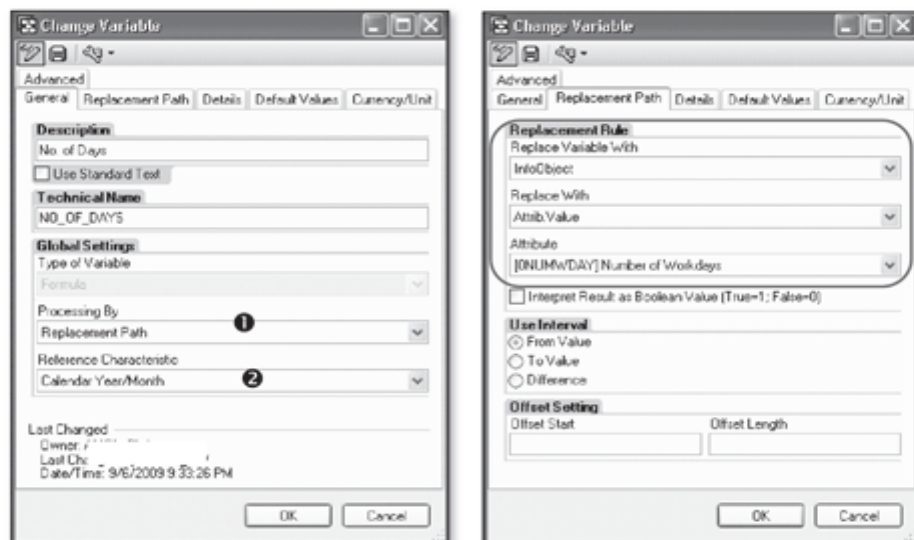 Change Variable
Advanced
General Replacement Path Details Default Values Currency/Unit
Description
No. of Days
Use Standard Text
Technical Name
NO_OF_DAYS
Global Settings
Type of Variable
Formula
Processing By
❶
Replacement Path
Reference Characteristic
❷
Calendar Year/Month
Last Changed
Owner:
Last Ch
Date/Time: 9/6/2009 9:33:26 PM
OK Cancel
Change Variable
Advanced
General Replacement Path Details Default Values Currency/Unit
Replacement Rule
Replace Variable With
InfoObject
Replace With
Attrib.Value
Attribute
[0NUMWDAY] Number of Workdays
Interpret Result as Boolean Value (True=1; False=0)
Use Interval
From Value
To Value
Difference
Offset Setting
Offset Start Offset Length
OK Cancel